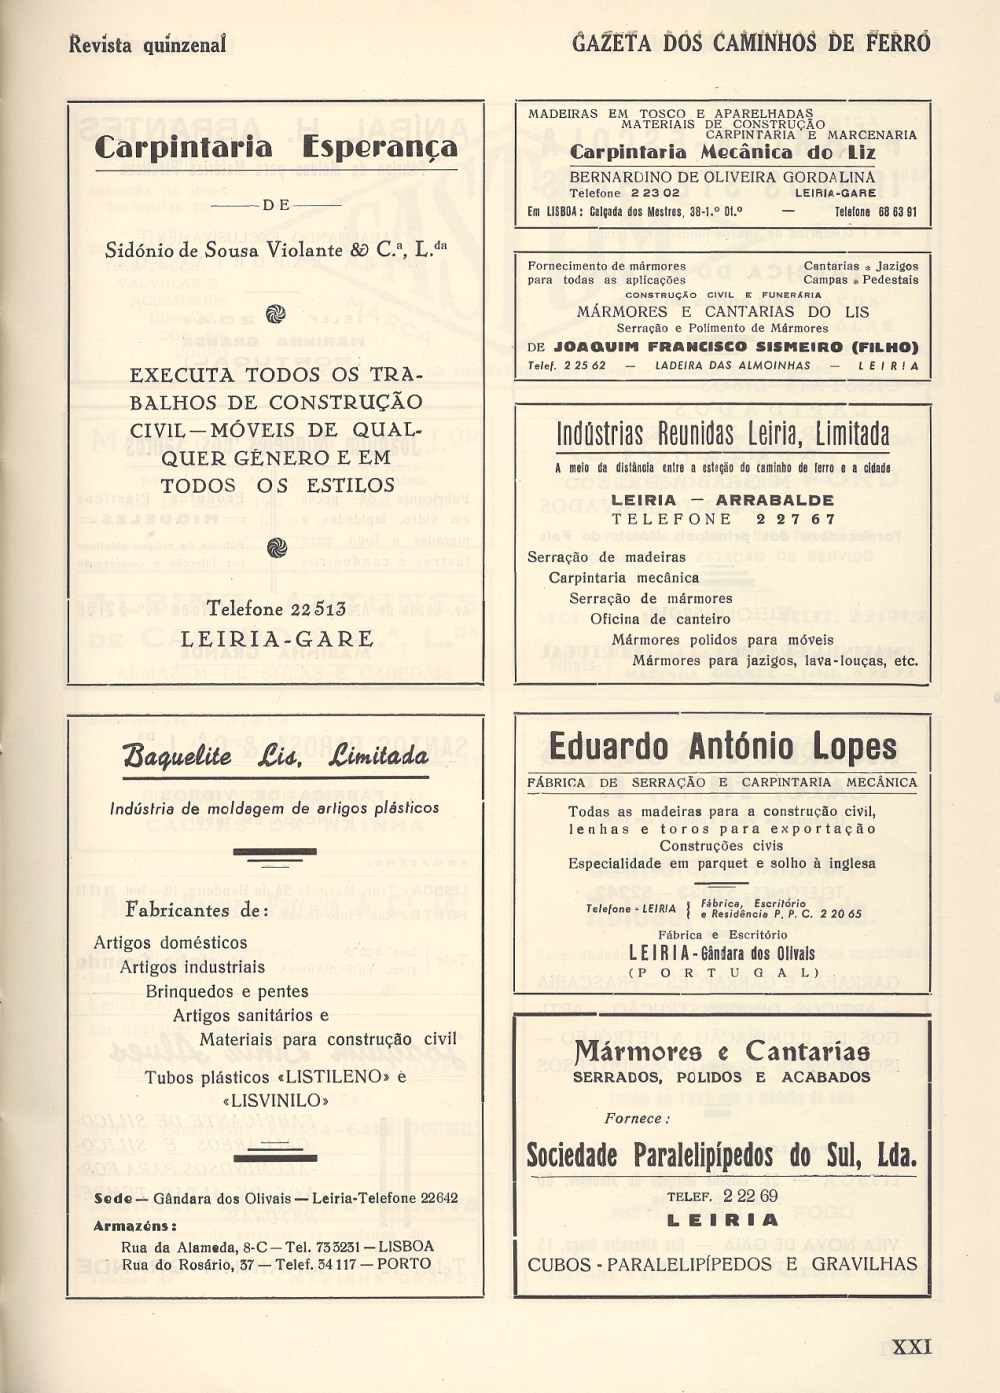 Revista quinzenal
GAZETA DOS CAMINHOS DE FERRO
Carpintaria Esperança
DE
Sidónio de Sousa Violante & C.ª, L.da
EXECUTA TODOS OS TRA-
BALHOS DE CONSTRUÇÃO
CIVIL—MÓVEIS DE QUAL-
QUER GÉNERO E EM
TODOS OS ESTILOS
Telefone 22513
LEIRIA-GARE
Baquelite Lis, Limitada
Indústria de moldagem de artigos plásticos
Fabricantes de:
Artigos domésticos
Artigos industriais
Brinquedos e pentes
Artigos sanitários e
Materiais para construção civil
Tubos plásticos «LISTILENO» e
«LISVINILO»
Sede — Gândara dos Olivais — Leiria-Telefone 22642
Armazéns:
Rua da Alameda, 8-C — Tel. 733231 — LISBOA
Rua do Rosário, 37 — Telef. 34117 — PORTO
MADEIRAS EM TOSCO E APARELHADAS
MATERIAIS DE CONSTRUÇÃO
CARPINTARIA E MARCENARIA
Carpintaria Mecânica do Liz
BERNARDINO DE OLIVEIRA GORDALINA
Telefone 2 23 02 LEIRIA-GARE
Em LISBOA: Calçada dos Mestres, 38-1.º Dt.º — Telefone 68 63 91
Fornecimento de mármores Cantarias * Jazigos
para todas as aplicações Campas * Pedestais
CONSTRUÇÃO CIVIL E FUNERÁRIA
MÁRMORES E CANTARIAS DO LIS
Serração e Polimento de Mármores
DE JOAQUIM FRANCISCO SISMEIRO (FILHO)
Telef. 2 25 62 — LADEIRA DAS ALMOINHAS — LEIRIA
Indústrias Reunidas Leiria, Limitada
A meio da distância entre a estação do caminho de ferro e a cidade
LEIRIA — ARRABALDE
TELEFONE 2 27 67
Serração de madeiras
Carpintaria mecânica
Serração de mármores
Oficina de canteiro
Mármores polidos para móveis
Mármores para jazigos, lava-louças, etc.
Eduardo António Lopes
FÁBRICA DE SERRAÇÃO E CARPINTARIA MECÂNICA
Todas as madeiras para a construção civil,
lenhas e toros para exportação
Construções civis
Especialidade em parquet e solho à inglesa
Telefone - LEIRIA } Fábrica, Escritório
e Residência P. P. C. 2 20 65
Fábrica e Escritório
LEIRIA - Gândara dos Olivais
(PORTUGAL)
Mármores e Cantarias
SERRADOS, POLIDOS E ACABADOS
Fornece:
Sociedade Paralelipípedos do Sul, Lda.
TELEF. 2 22 69
LEIRIA
CUBOS - PARALELIPÍPEDOS E GRAVILHAS
XXI